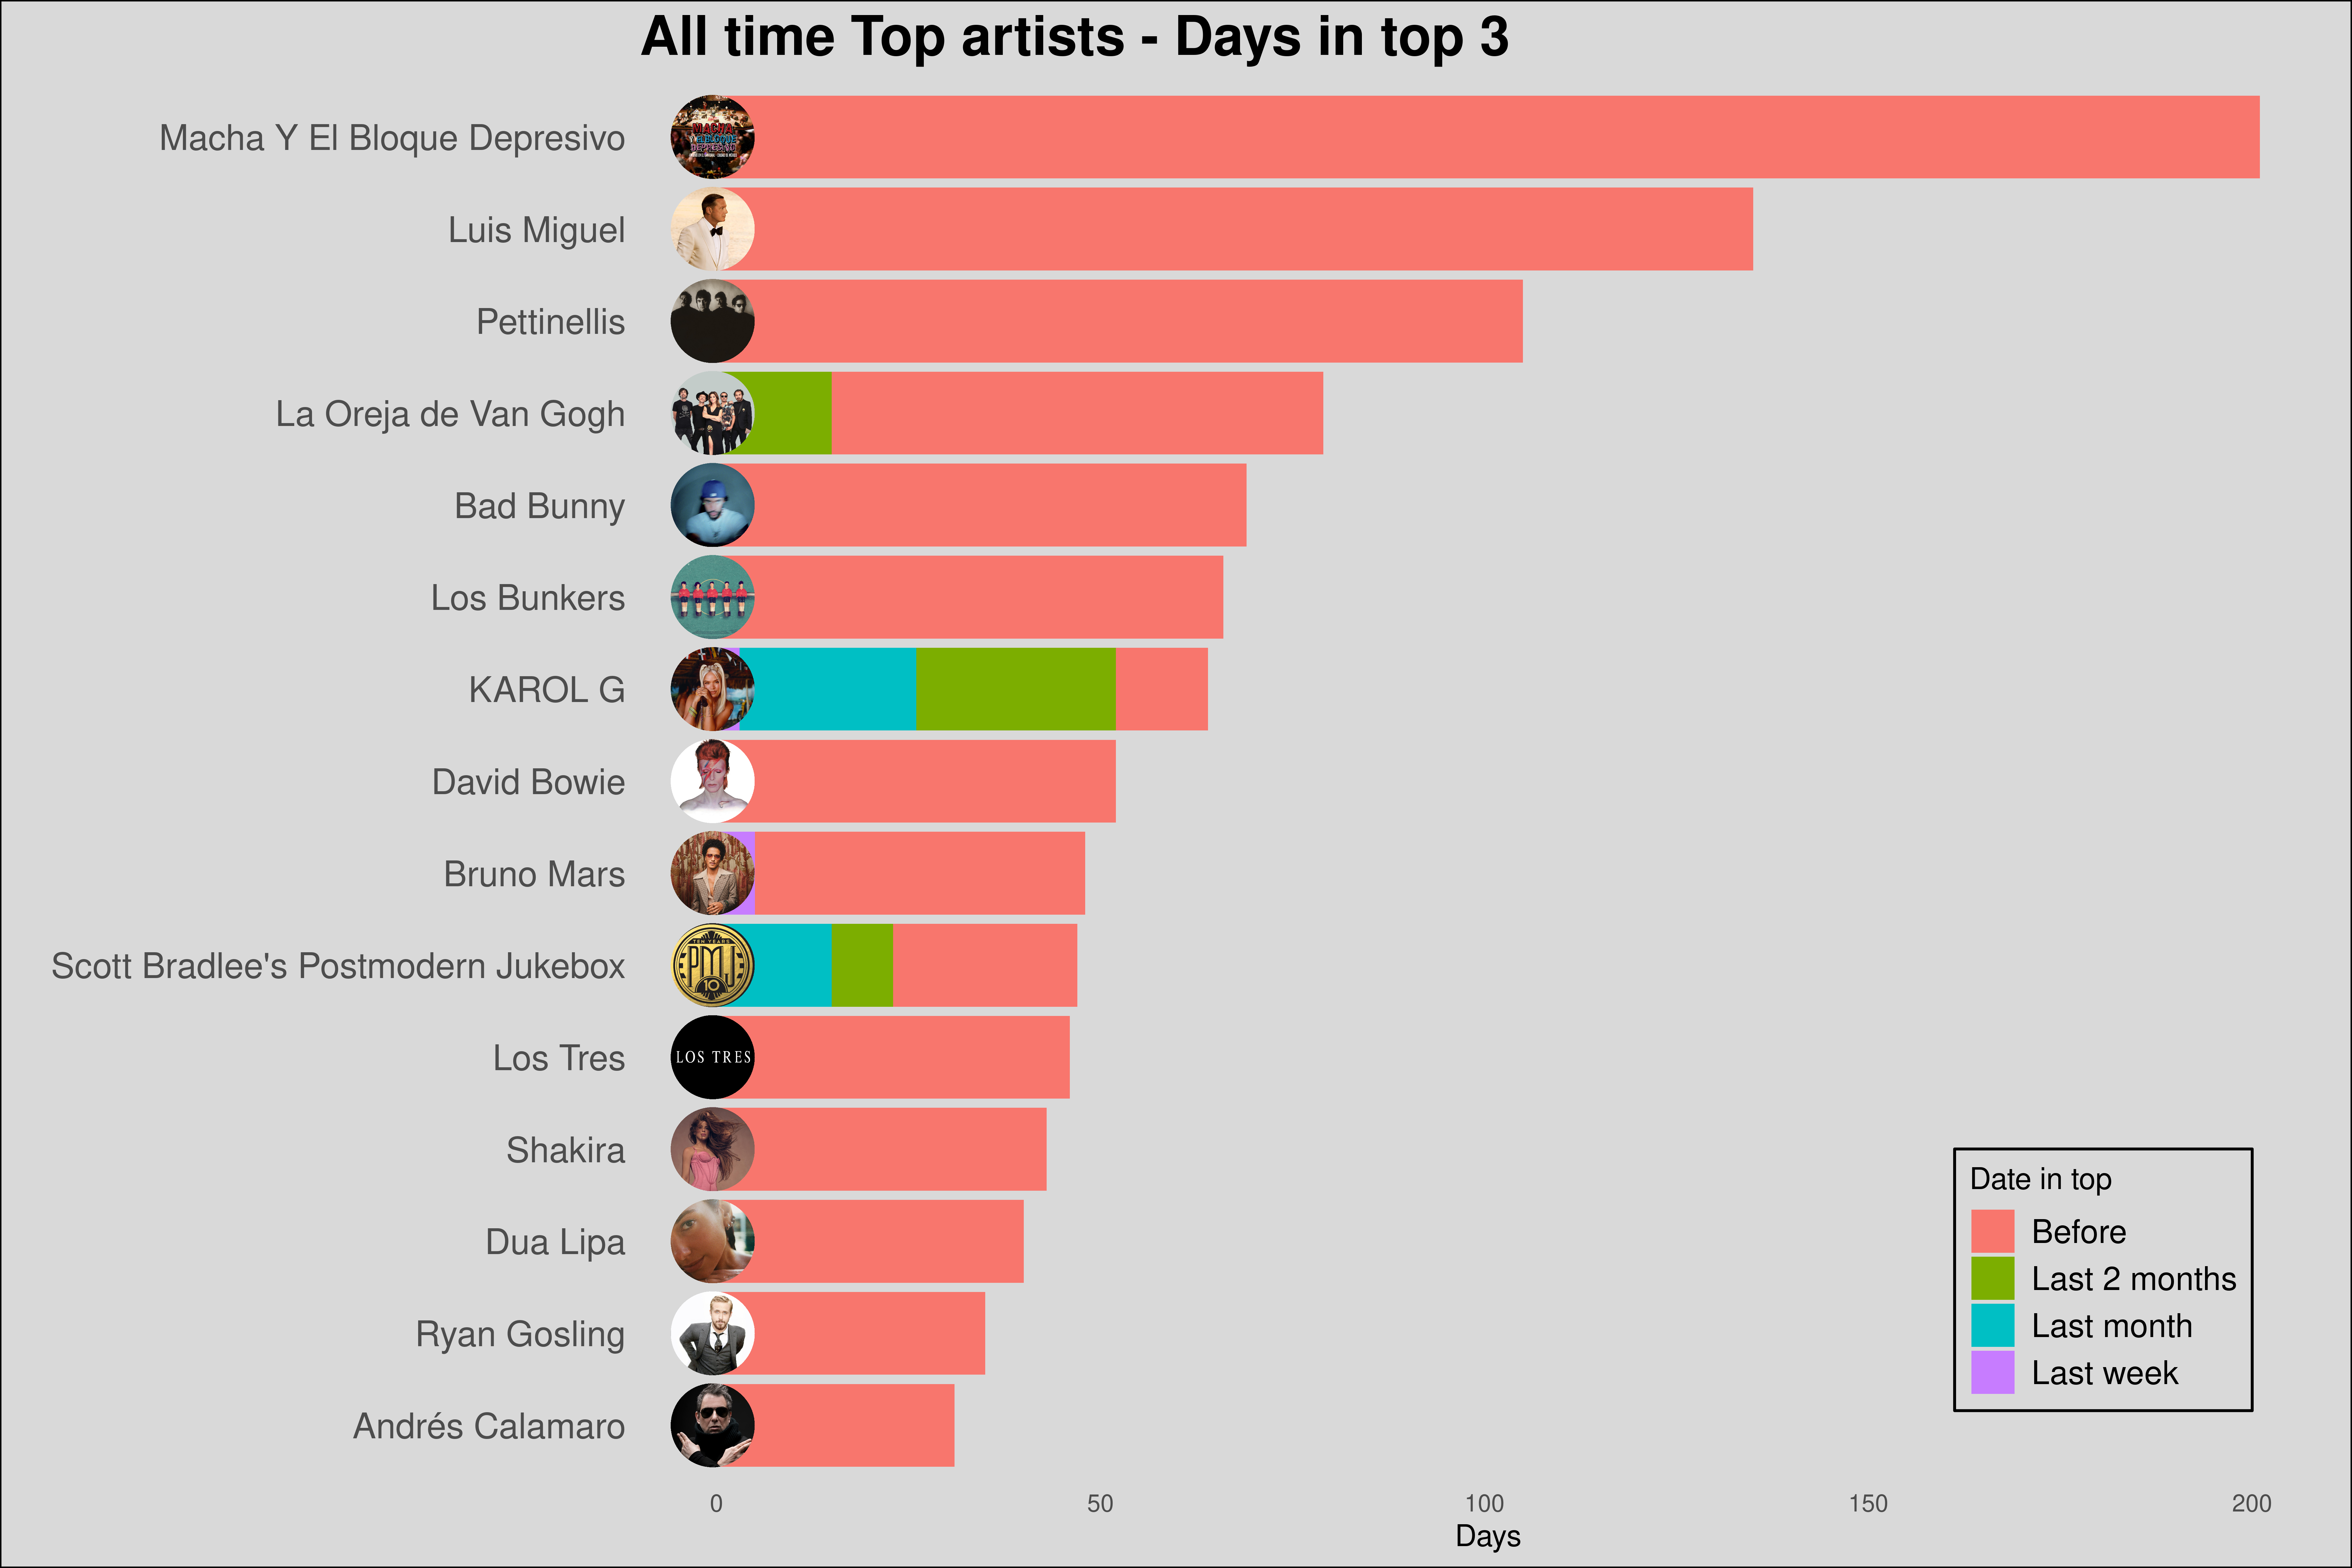 All time Top artists - Days in top 3
Macha Y El Bloque Depresivo
MACHA
Luis Miguel
Pettinellis
La Oreja de Van Gogh
Bad Bunny
Los Bunkers
KAROL G
David Bowie
Bruno Mars
Scott Bradlee's Postmodern Jukebox
TEN YEARS
PMJ
10
Los Tres
LOS TRES
Shakira
Dua Lipa
Ryan Gosling
Andrés Calamaro
Date in top
Before
Last 2 months
Last month
Last week
0 50 100 150 200
Days